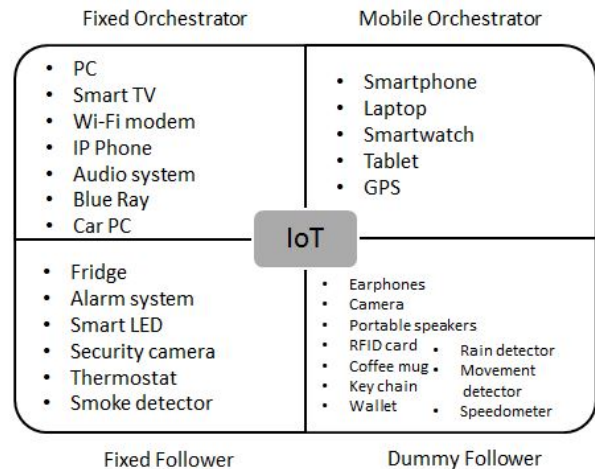 Fixed Orchestrator
Mobile Orchestrator
• PC
• Smart TV
• Wi-Fi modem
• IP Phone
• Audio system
• Blue Ray
• Car PC
• Smartphone
• Laptop
• Smartwatch
• Tablet
• GPS
IoT
• Fridge
• Alarm system
• Smart LED
• Security camera
• Thermostat
• Smoke detector
• Earphones
• Camera
• Portable speakers
• RFID card
• Coffee mug
• Key chain
• Wallet
• Rain detector
• Movement
detector
• Speedometer
Fixed Follower
Dummy Follower